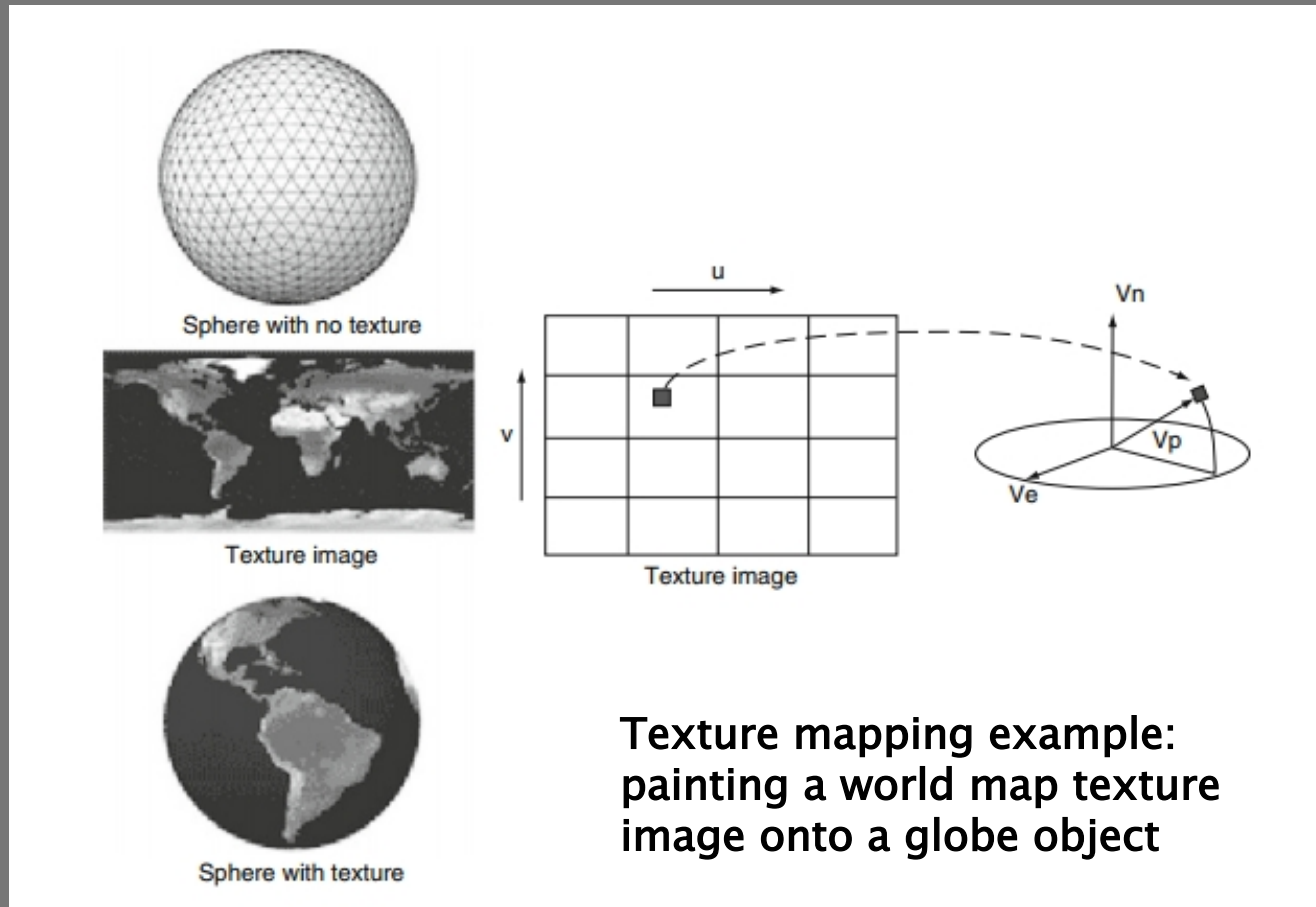 Sphere with no texture
Texture image
Sphere with texture
u
v
Texture image
Vn
Vp
Ve
Texture mapping example:
painting a world map texture
image onto a globe object